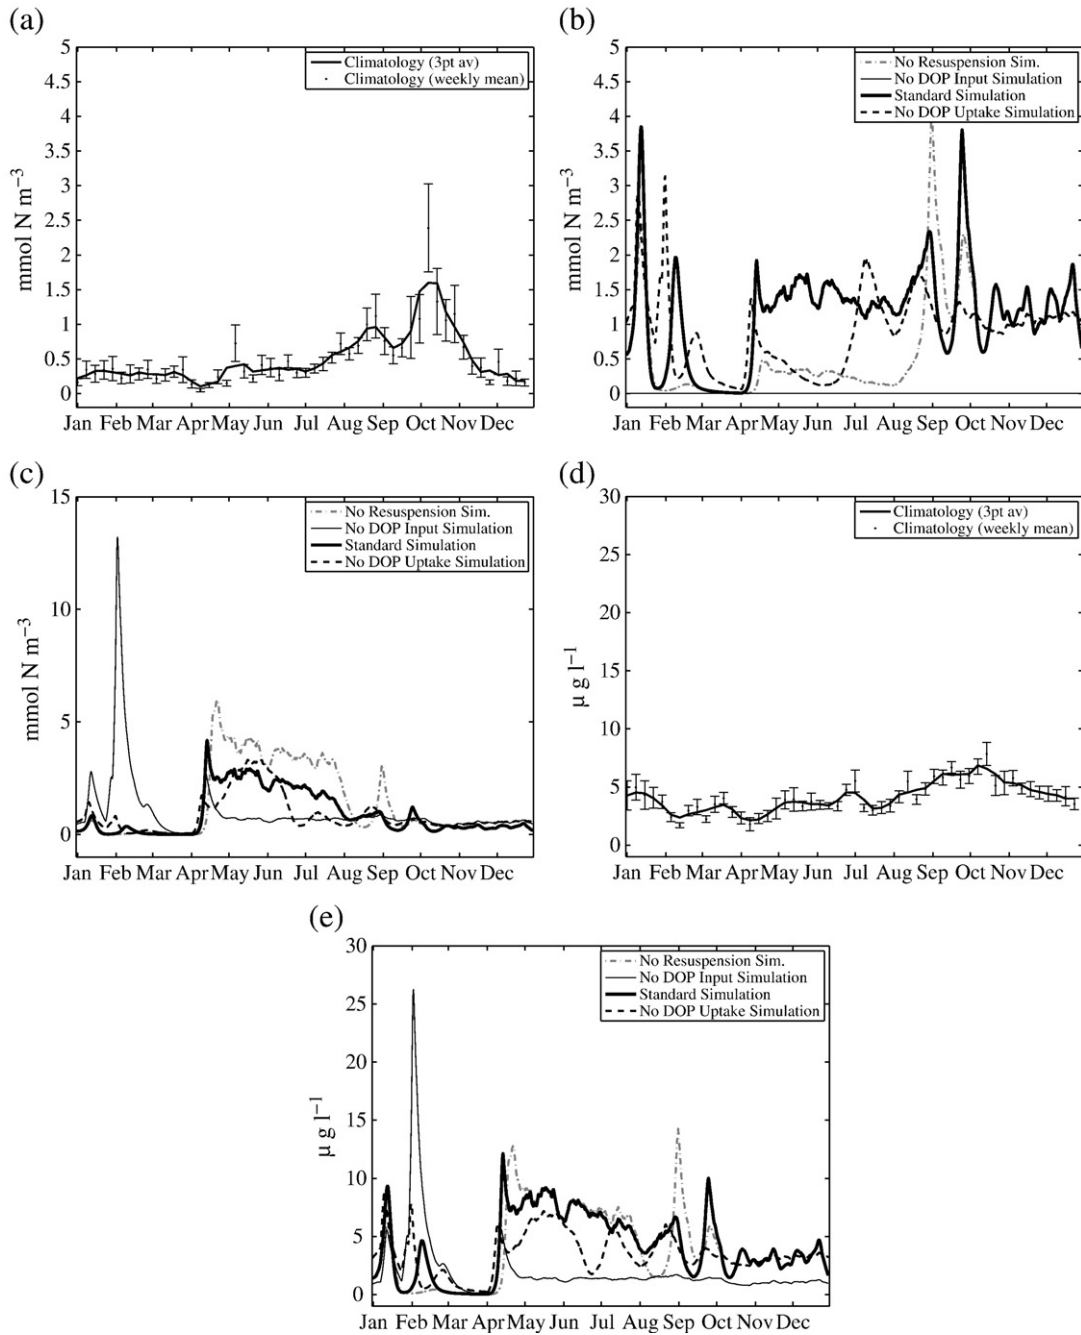 (a)
5
4.5
4
3.5
3
2.5
2
1.5
1
0.5
0
mmol N m⁻³
Climatology (3pt av)
Climatology (weekly mean)
Jan Feb Mar Apr May Jun Jul Aug Sep Oct Nov Dec
(b)
5
4.5
4
3.5
3
2.5
2
1.5
1
0.5
0
mmol N m⁻³
No Resuspension Sim.
No DOP Input Simulation
Standard Simulation
No DOP Uptake Simulation
Jan Feb Mar Apr May Jun Jul Aug Sep Oct Nov Dec
(c)
15
10
5
0
mmol N m⁻³
No Resuspension Sim.
No DOP Input Simulation
Standard Simulation
No DOP Uptake Simulation
Jan Feb Mar Apr May Jun Jul Aug Sep Oct Nov Dec
(d)
30
25
20
15
10
5
0
µ g l⁻¹
Climatology (3pt av)
Climatology (weekly mean)
Jan Feb Mar Apr May Jun Jul Aug Sep Oct Nov Dec
(e)
30
25
20
15
10
5
0
µ g l⁻¹
No Resuspension Sim.
No DOP Input Simulation
Standard Simulation
No DOP Uptake Simulation
Jan Feb Mar Apr May Jun Jul Aug Sep Oct Nov Dec